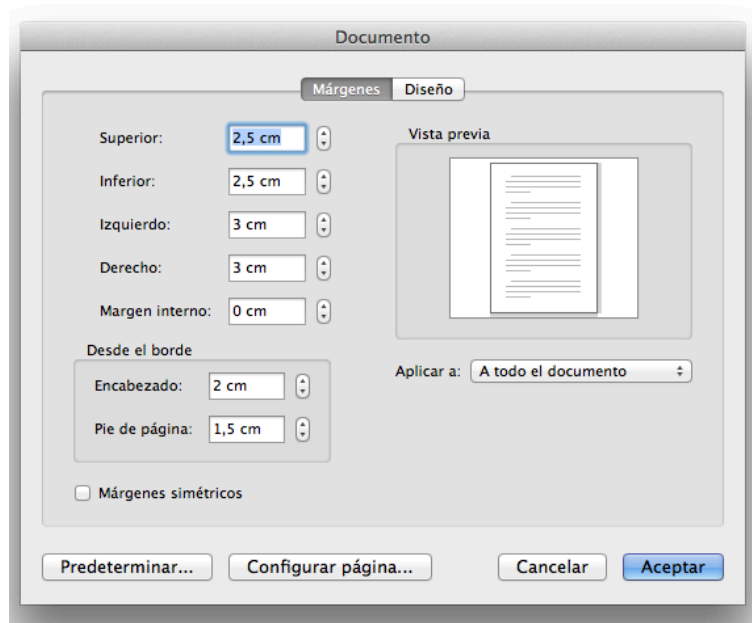 Documento
Márgenes Diseño
Superior: 2,5 cm
Inferior: 2,5 cm
Izquierdo: 3 cm
Derecho: 3 cm
Margen interno: 0 cm
Desde el borde
Encabezado: 2 cm
Pie de página: 1,5 cm
Márgenes simétricos
Vista previa
Aplicar a: A todo el documento
Predeterminar... Configurar página... Cancelar Aceptar